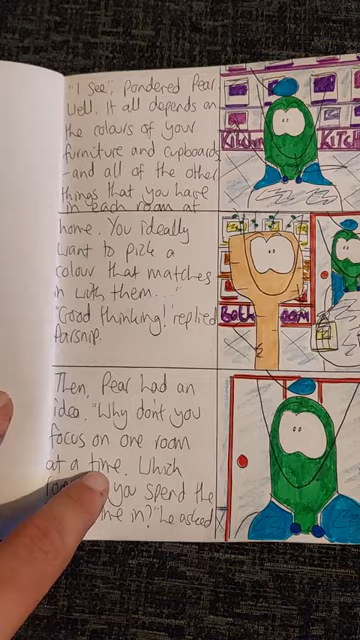 "I see", pondered Pear
Well. It all depends on
the colours of your
furniture and cupboards
- and all of the other
things that you have
in each room at
home. You ideally
want to pick a
colour that matches
in with them..."
"Good thinking!" replied
Parsnip.
Then, Pear had an
idea. "Why don't you
focus on one room
at a time. Which
you spend the
in?" he asked
Kitchen
KITCH
Bath
room